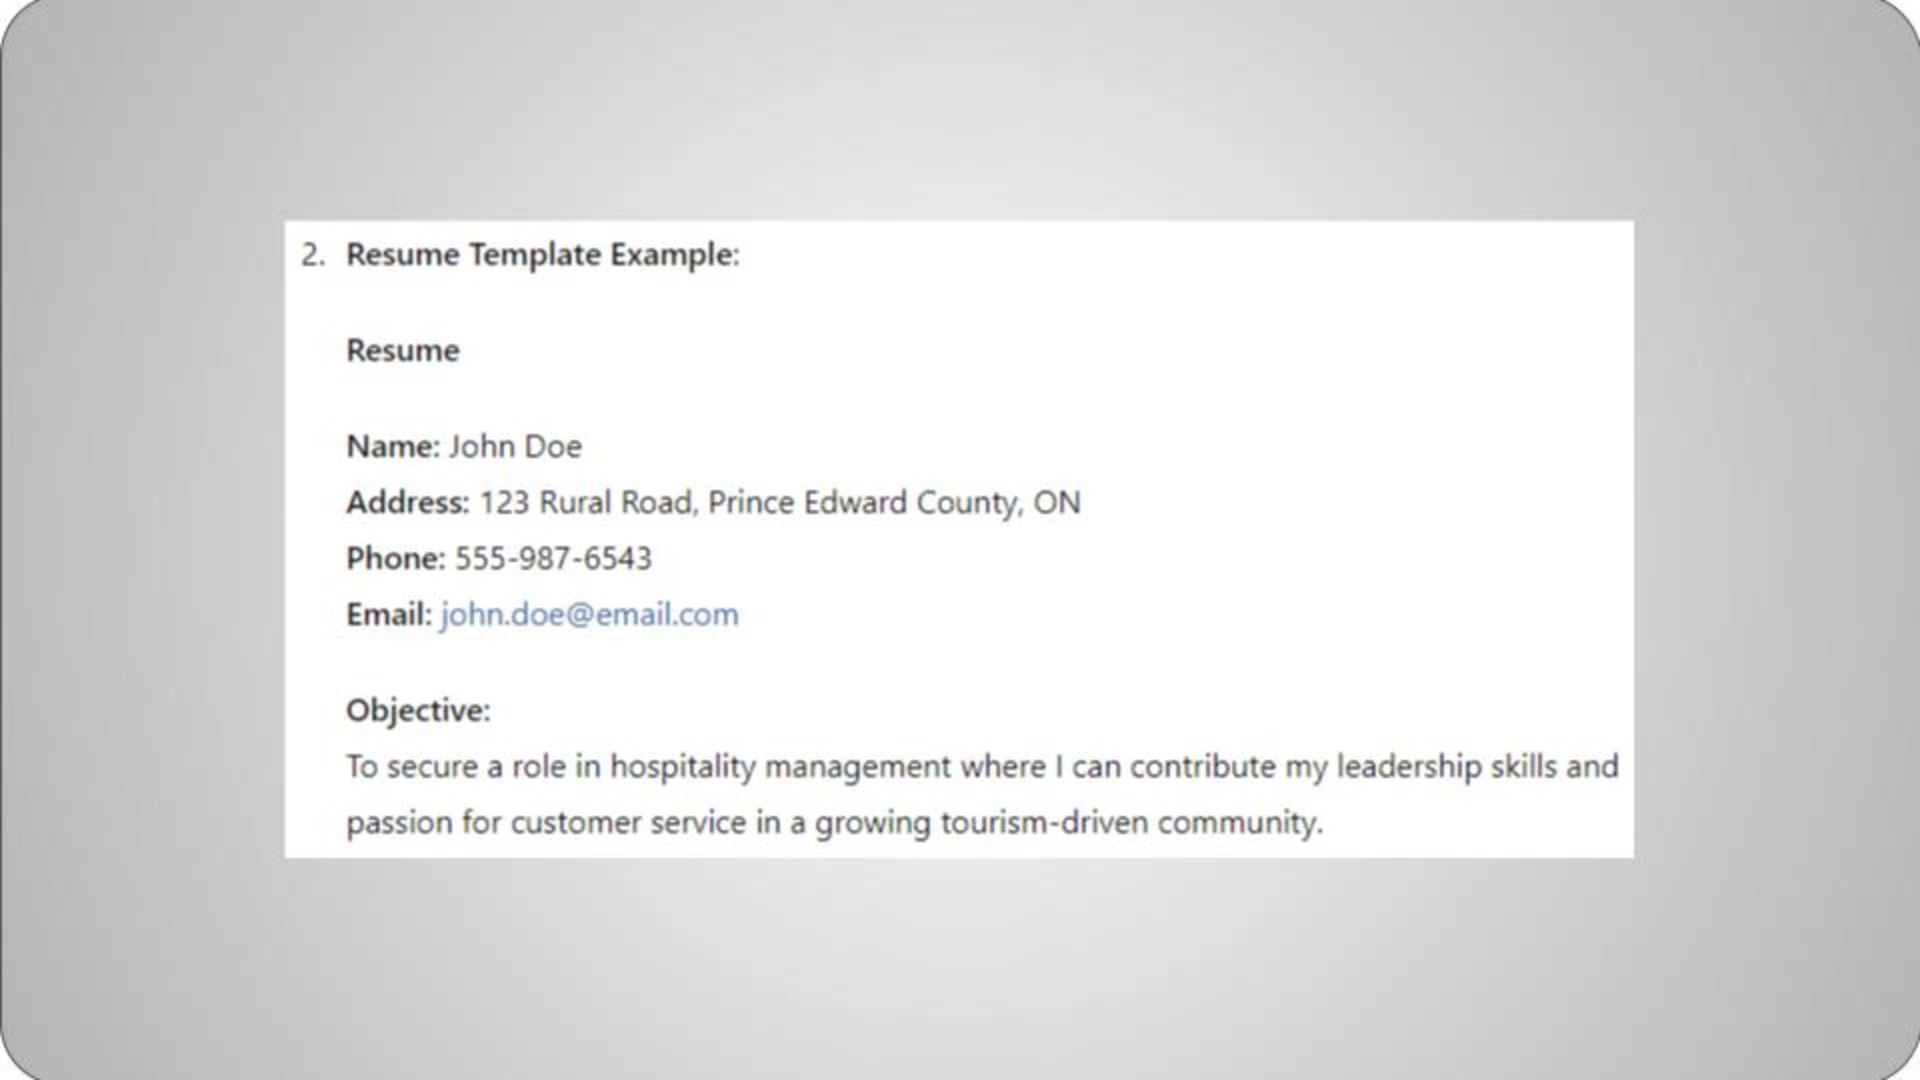 2. Resume Template Example:
Resume
Name: John Doe
Address: 123 Rural Road, Prince Edward County, ON
Phone: 555-987-6543
Email: john.doe@email.com
Objective:
To secure a role in hospitality management where I can contribute my leadership skills and
passion for customer service in a growing tourism-driven community.